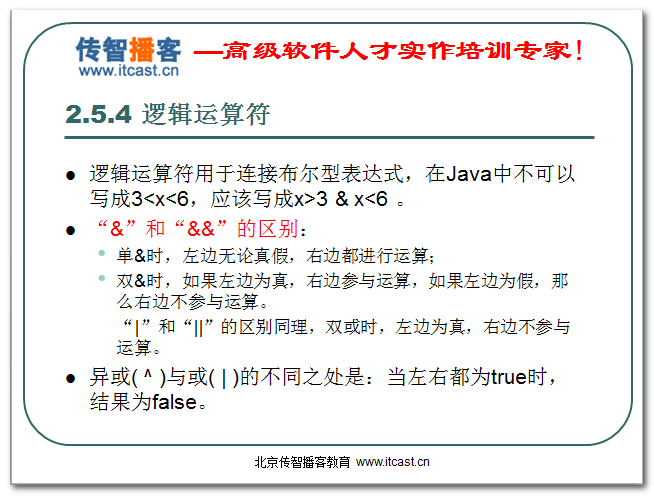 传智播客 —高级软件人才实作培训专家!
www.itcast.cn
2.5.4 逻辑运算符
● 逻辑运算符用于连接布尔型表达式，在Java中不可以
写成3<x<6，应该写成x>3 & x<6 。
● “&”和“&&”的区别：
• 单&时，左边无论真假，右边都进行运算；
• 双&时，如果左边为真，右边参与运算，如果左边为假，那
么右边不参与运算。
“|”和“||”的区别同理，双或时，左边为真，右边不参与
运算。
● 异或( ^ )与或( | )的不同之处是：当左右都为true时，
结果为false。
北京传智播客教育 www.itcast.cn